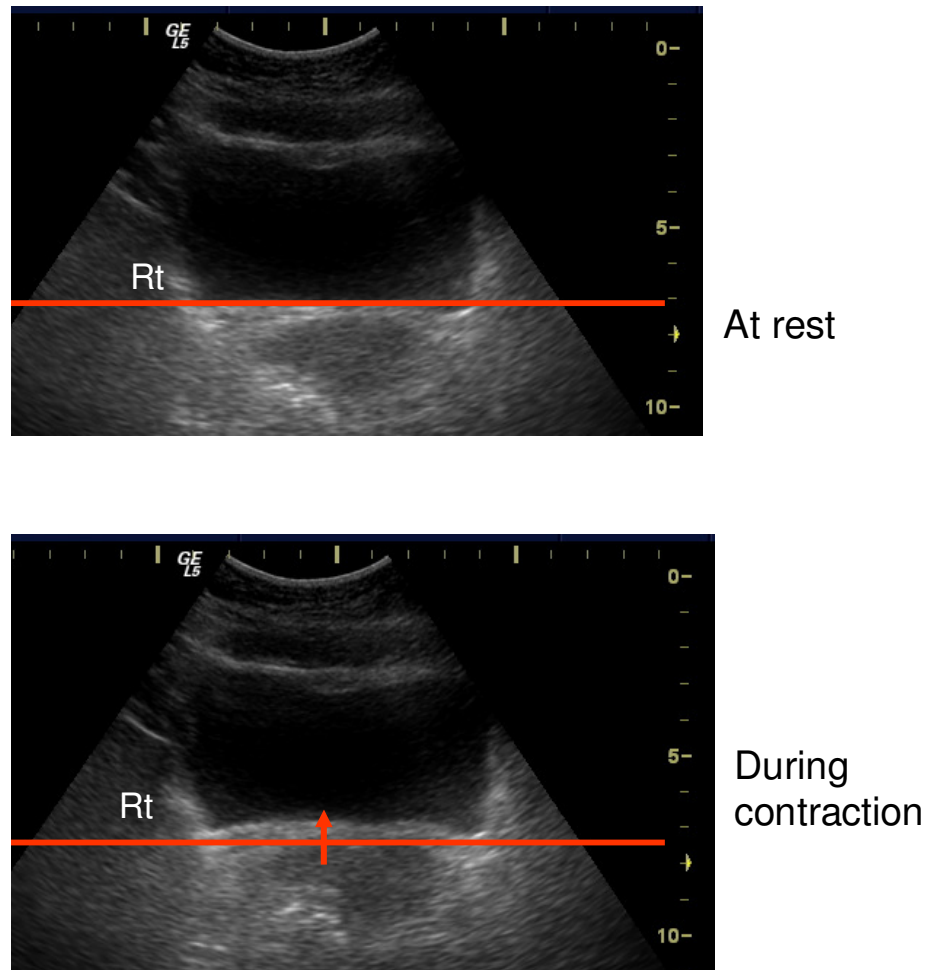 GE
L5
0-
5-
Rt
At rest
10-
GE
L5
0-
5-
During
Rt
contraction
10-